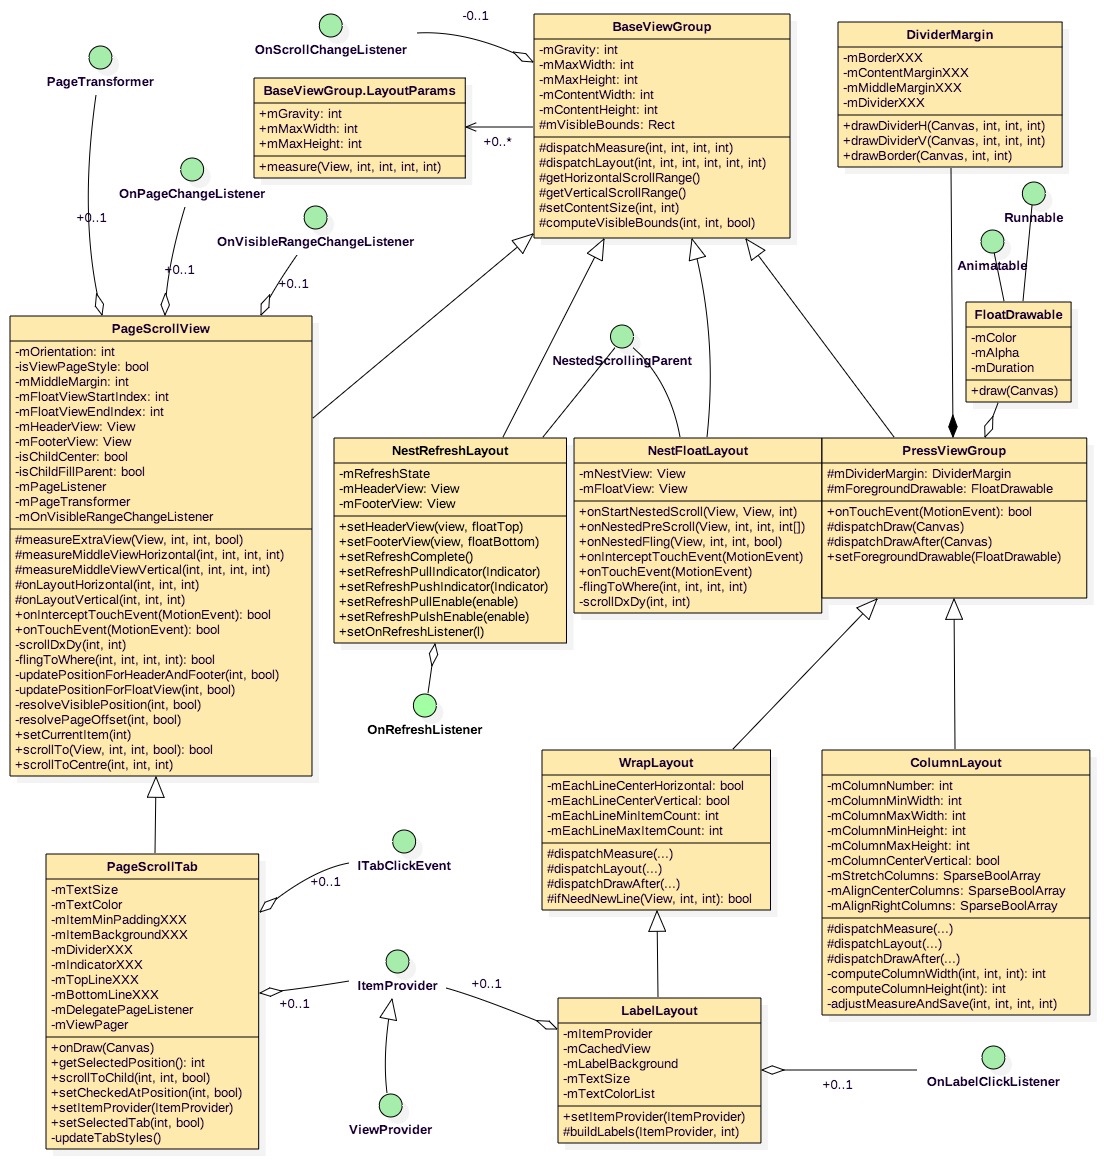 -0..1
OnScrollChangeListener
PageTransformer
+0..1
OnPageChangeListener
+0..1
OnVisibleRangeChangeListener
+0..1
BaseViewGroup.LayoutParams
+mGravity: int
+mMaxWidth: int
+mMaxHeight: int
+measure(View, int, int, int, int)
+0..*
BaseViewGroup
-mGravity: int
-mMaxWidth: int
-mMaxHeight: int
-mContentWidth: int
-mContentHeight: int
#mVisibleBounds: Rect
#dispatchMeasure(int, int, int, int)
#dispatchLayout(int, int, int, int, int, int)
#getHorizontalScrollRange()
#getVerticalScrollRange()
#setContentSize(int, int)
#computeVisibleBounds(int, int, bool)
DividerMargin
-mBorderXXX
-mContentMarginXXX
-mMiddleMarginXXX
-mDividerXXX
+drawDividerH(Canvas, int, int, int)
+drawDividerV(Canvas, int, int, int)
+drawBorder(Canvas, int, int)
Runnable
Animatable
FloatDrawable
-mColor
-mAlpha
-mDuration
+draw(Canvas)
PageScrollView
-mOrientation: int
-isViewPageStyle: bool
-mMiddleMargin: int
-mFloatViewStartIndex: int
-mFloatViewEndIndex: int
-mHeaderView: View
-mFooterView: View
-isChildCenter: bool
-isChildFillParent: bool
-mPageListener
-mPageTransformer
-mOnVisibleRangeChangeListener
#measureExtraView(View, int, int, bool)
#measureMiddleViewHorizontal(int, int, int, int)
#measureMiddleViewVertical(int, int, int, int)
#onLayoutHorizontal(int, int, int)
#onLayoutVertical(int, int, int)
+onInterceptTouchEvent(MotionEvent): bool
+onTouchEvent(MotionEvent): bool
-scrollDxDy(int, int)
-flingToWhere(int, int, int, int): bool
-updatePositionForHeaderAndFooter(int, bool)
-updatePositionForFloatView(int, bool)
-resolveVisiblePosition(int, bool)
-resolvePageOffset(int, bool)
+setCurrentItem(int)
+scrollTo(View, int, int, bool): bool
+scrollToCentre(int, int, int)
NestedScrollingParent
NestRefreshLayout
-mRefreshState
-mHeaderView: View
-mFooterView: View
+setHeaderView(view, floatTop)
+setFooterView(view, floatBottom)
+setRefreshComplete()
+setRefreshPullIndicator(Indicator)
+setRefreshPushIndicator(Indicator)
+setRefreshPullEnable(enable)
+setRefreshPulshEnable(enable)
+setOnRefreshListener(l)
OnRefreshListener
NestFloatLayout
-mNestView: View
-mFloatView: View
+onStartNestedScroll(View, View, int)
+onNestedPreScroll(View, int, int, int[])
+onNestedFling(View, int, int, bool)
+onInterceptTouchEvent(MotionEvent)
+onTouchEvent(MotionEvent)
-flingToWhere(int, int, int, int)
-scrollDxDy(int, int)
PressViewGroup
#mDividerMargin: DividerMargin
#mForegroundDrawable: FloatDrawable
+onTouchEvent(MotionEvent): bool
#dispatchDraw(Canvas)
#dispatchDrawAfter(Canvas)
+setForegroundDrawable(FloatDrawable)
WrapLayout
-mEachLineCenterHorizontal: bool
-mEachLineCenterVertical: bool
-mEachLineMinItemCount: int
-mEachLineMaxItemCount: int
#dispatchMeasure(...)
#dispatchLayout(...)
#dispatchDrawAfter(...)
#ifNeedNewLine(View, int, int): bool
ColumnLayout
-mColumnNumber: int
-mColumnMinWidth: int
-mColumnMaxWidth: int
-mColumnMinHeight: int
-mColumnMaxHeight: int
-mColumnCenterVertical: bool
-mStretchColumns: SparseBoolArray
-mAlignCenterColumns: SparseBoolArray
-mAlignRightColumns: SparseBoolArray
#dispatchMeasure(...)
#dispatchLayout(...)
#dispatchDrawAfter(...)
-computeColumnWidth(int, int, int): int
-computeColumnHeight(int): int
-adjustMeasureAndSave(int, int, int, int)
PageScrollTab
-mTextSize
-mTextColor
-mItemMinPaddingXXX
-mItemBackgroundXXX
-mDividerXXX
-mIndicatorXXX
-mTopLineXXX
-mBottomLineXXX
-mDelegatePageListener
-mViewPager
+onDraw(Canvas)
+getSelectedPosition(): int
+scrollToChild(int, int, bool)
+setCheckedAtPosition(int, bool)
+setItemProvider(ItemProvider)
+setSelectedTab(int, bool)
-updateTabStyles()
ITabClickEvent
+0..1
ItemProvider
+0..1
+0..1
ViewProvider
LabelLayout
-mItemProvider
-mCachedView
-mLabelBackground
-mTextSize
-mTextColorList
+setItemProvider(ItemProvider)
#buildLabels(ItemProvider, int)
+0..1
OnLabelClickListener